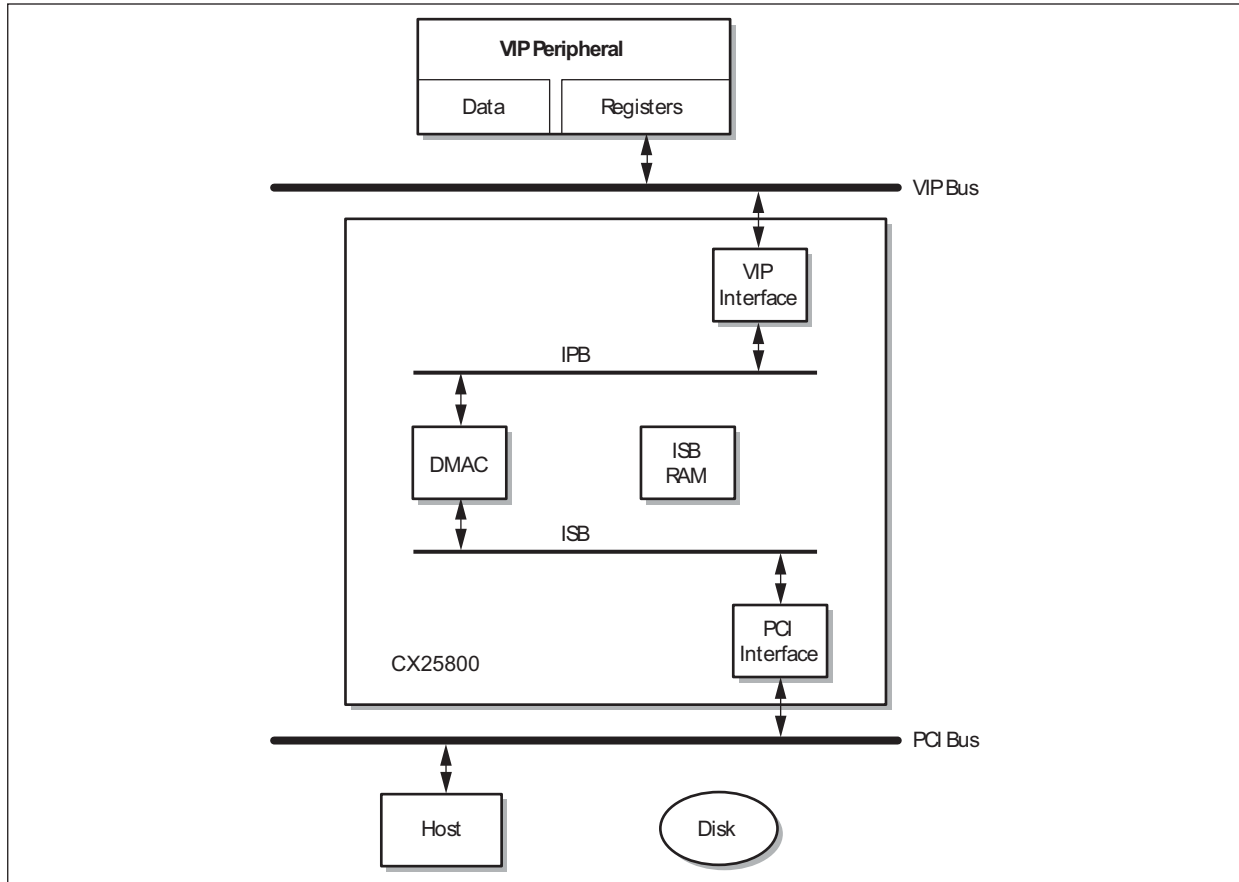 VIP Peripheral
Data
Registers
VIP Bus
VIP
Interface
IPB
DMAC
ISB
RAM
ISB
PCI
Interface
CX25800
PCI Bus
Host
Disk